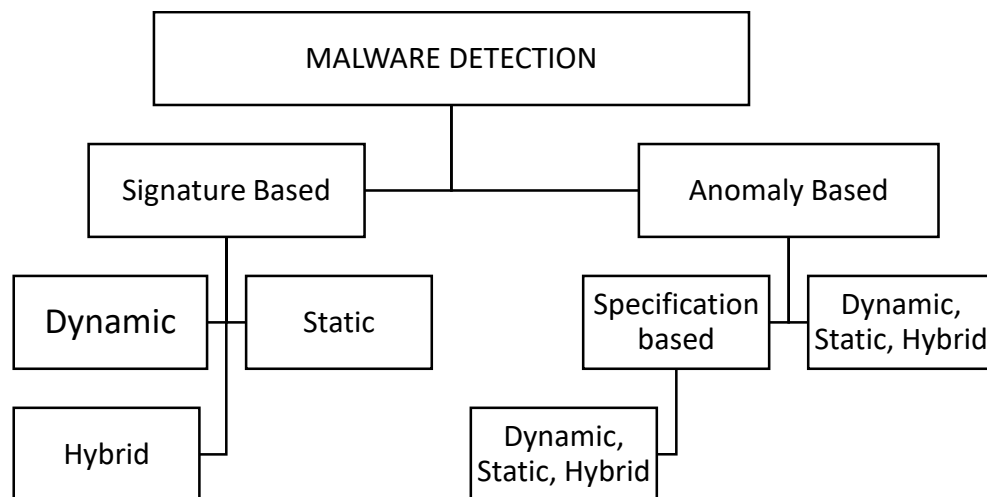 MALWARE DETECTION
Signature Based
Anomaly Based
Dynamic
Static
Specification
based
Dynamic,
Static, Hybrid
Hybrid
Dynamic,
Static, Hybrid